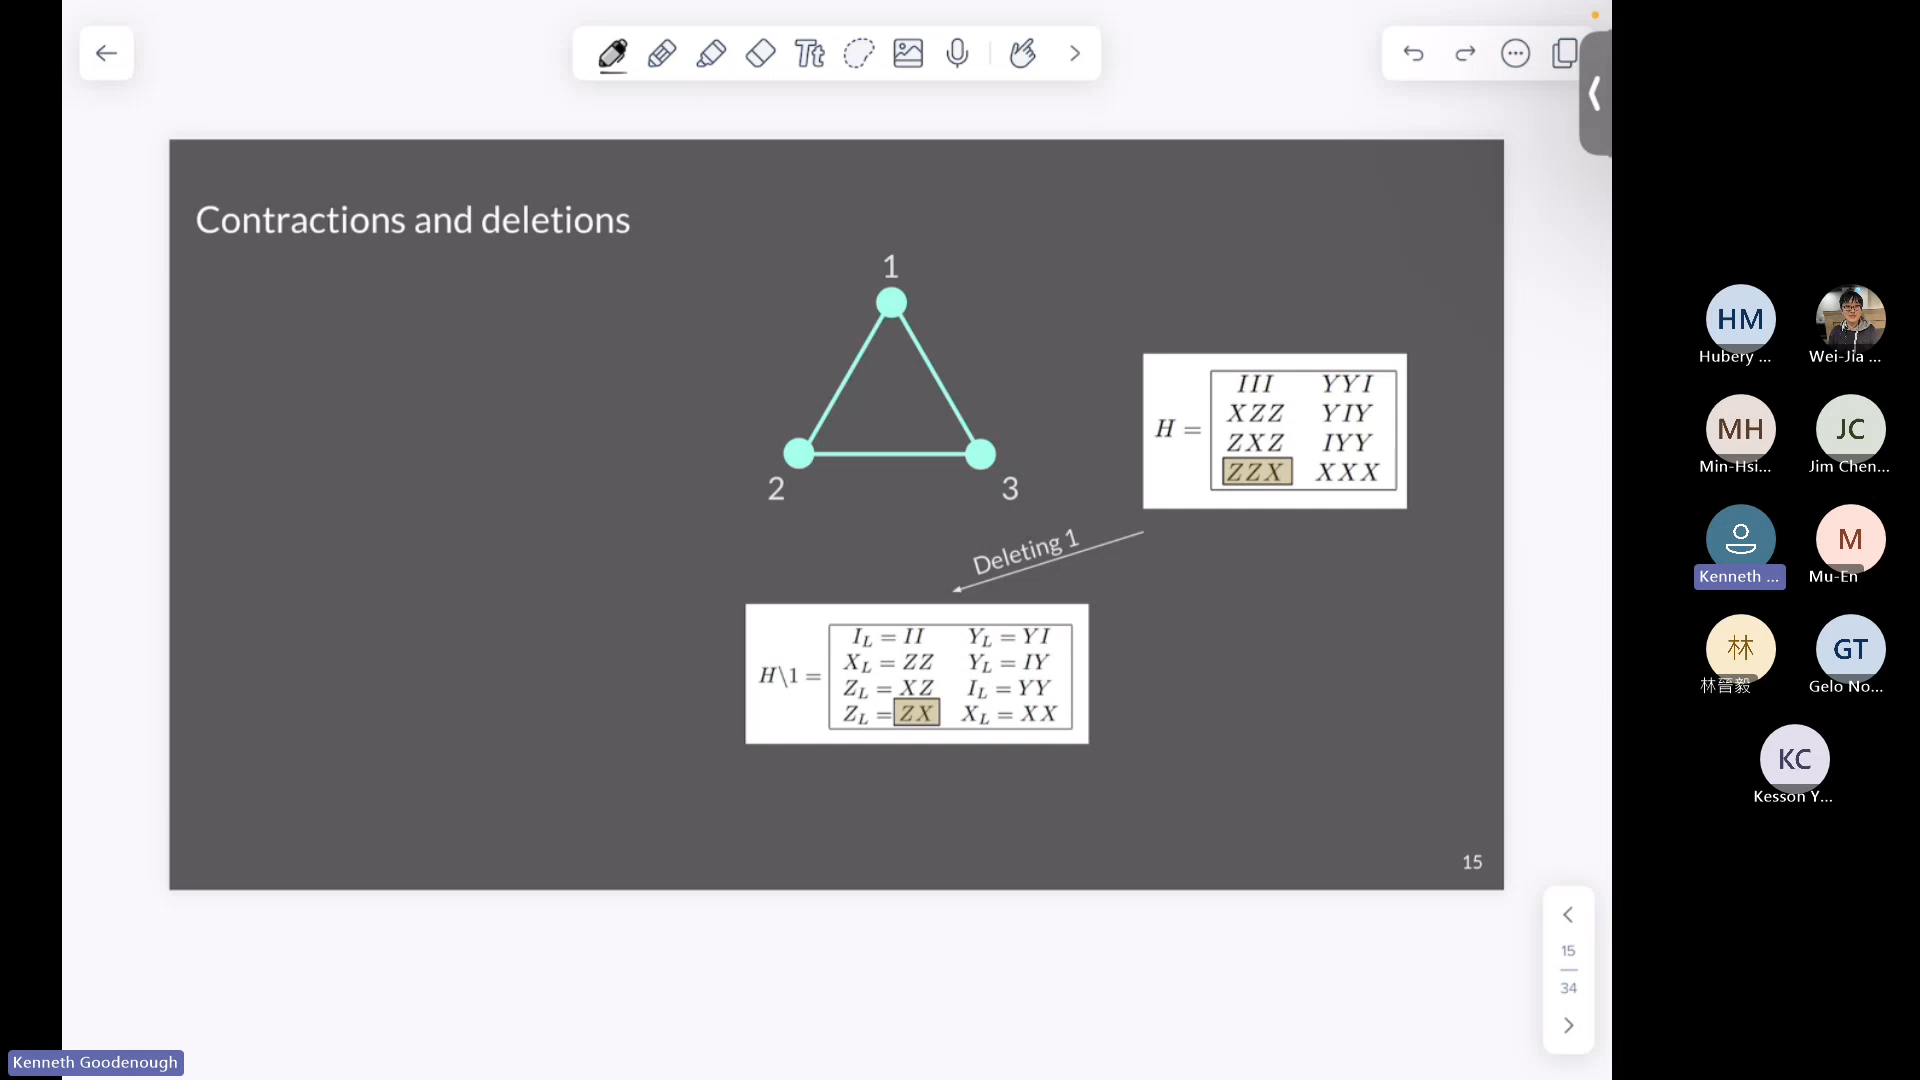 Tt
Contractions and deletions
1
2
3
H =
III YYI
XZZ YIY
ZXZ IYY
ZZX XXX
Deleting 1
H\1 =
I_L = II Y_L = YI
X_L = ZZ Y_L = IY
Z_L = XZ I_L = YY
Z_L = ZX X_L = XX
15
15
34
HM
Hubery ...
Wei-Jia ...
MH
Min-Hsi...
JC
Jim Chen...
Kenneth ...
M
Mu-En
林
林晉毅
GT
Gelo No...
KC
Kesson Y...
Kenneth Goodenough